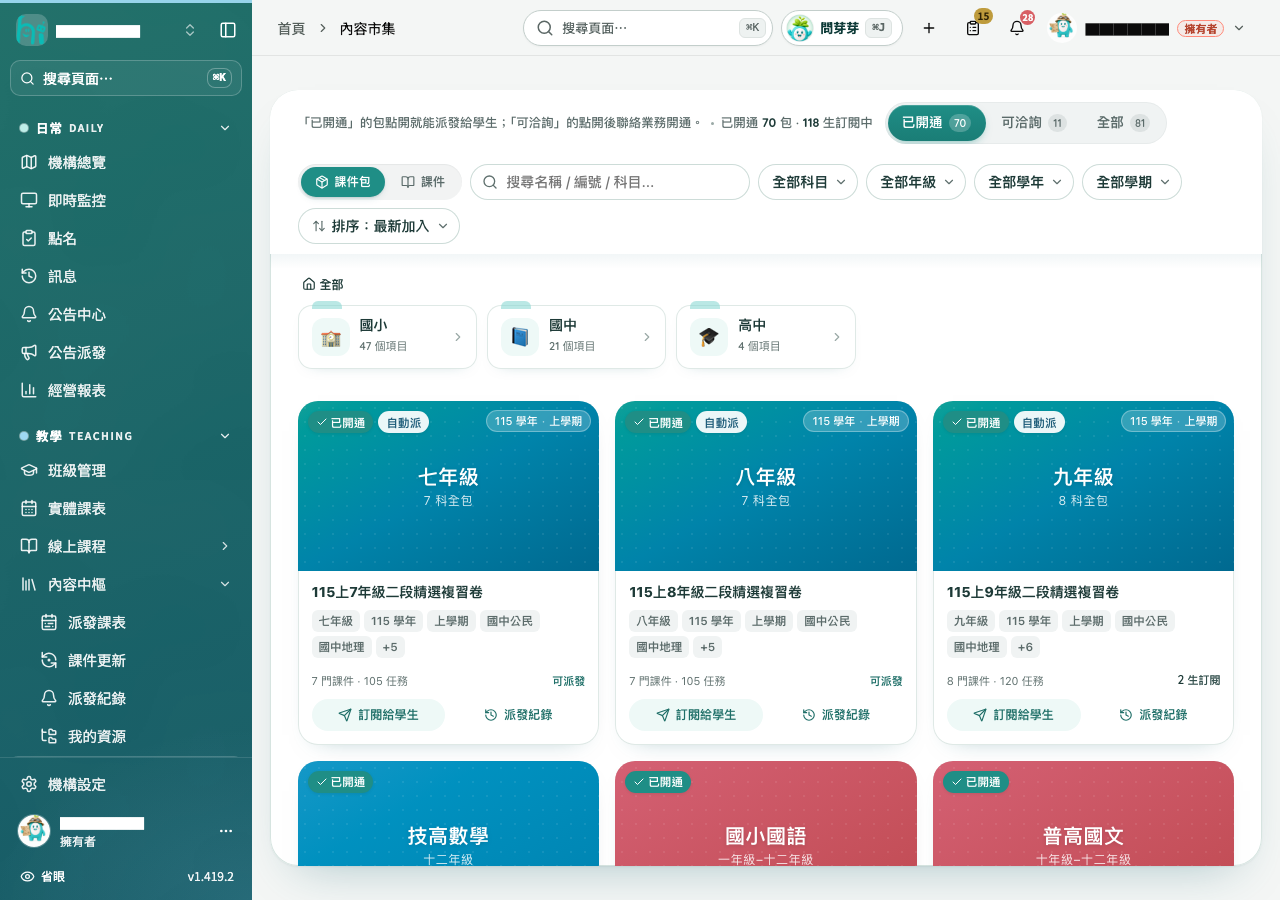 搜尋頁面… ⌘K
日常 DAILY
機構總覽
即時監控
點名
訊息
公告中心
公告派發
經營報表
教學 TEACHING
班級管理
實體課表
線上課程
內容中樞
派發課表
課件更新
派發紀錄
我的資源
機構設定
擁有者
省眼 v1.419.2
首頁 > 內容市集
搜尋頁面… ⌘K
問芽芽 ⌘J
15
28
擁有者
「已開通」的包點開就能派發給學生；「可洽詢」的點開後聯絡業務開通。 • 已開通 70 包 · 118 生訂閱中
已開通 70 可洽詢 11 全部 81
課件包 課件 搜尋名稱 / 編號 / 科目... 全部科目 全部年級 全部學年 全部學期
排序：最新加入
全部
國小
47 個項目
國中
21 個項目
高中
4 個項目
已開通 自動派 115 學年 · 上學期
七年級
7 科全包
115上7年級二段精選複習卷
七年級 115 學年 上學期 國中公民
國中地理 +5
7 門課件 · 105 任務 可派發
訂閱給學生 派發紀錄
已開通 自動派 115 學年 · 上學期
八年級
7 科全包
115上8年級二段精選複習卷
八年級 115 學年 上學期 國中公民
國中地理 +5
7 門課件 · 105 任務 可派發
訂閱給學生 派發紀錄
已開通 自動派 115 學年 · 上學期
九年級
8 科全包
115上9年級二段精選複習卷
九年級 115 學年 上學期 國中公民
國中地理 +6
8 門課件 · 120 任務 2 生訂閱
訂閱給學生 派發紀錄
已開通
技高數學
十二年級
已開通
國小國語
一年級–十二年級
已開通
普高國文
十年級–十二年級